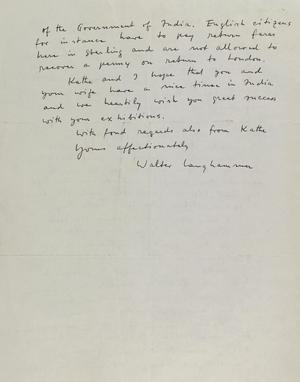 of the Government of India. English citizens
for instance have to pay return fares
here in Sterling and are not allowed to
recover a penny on return to London.
Kathe and I hope that you and
your wife have a nice time in India
and we heartily wish you great success
with your exhibitions.
With fond regards also from Kathe
Yours affectionately
Walter Langhammer